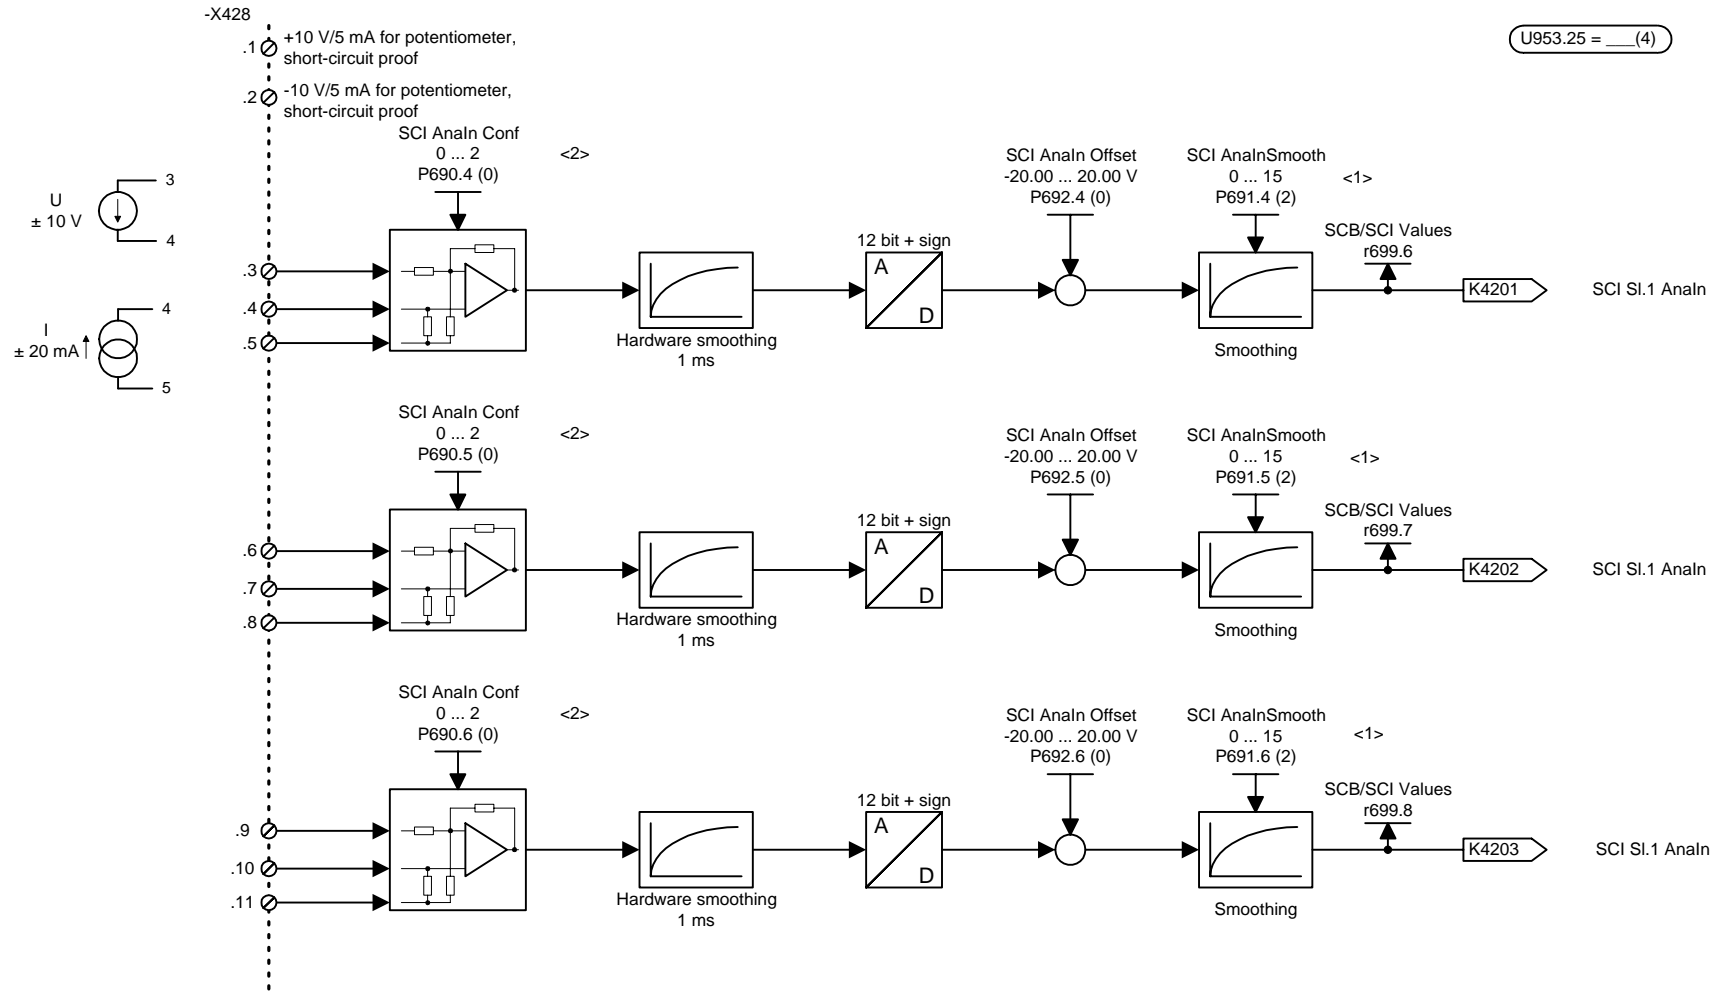 -X428
.1
+10 V/5 mA for potentiometer,
short-circuit proof
U953.25 = ___(4)
.2
-10 V/5 mA for potentiometer,
short-circuit proof
SCI AnaIn Conf
0 ... 2
P690.4 (0)
<2>
SCI AnaIn Offset
-20.00 ... 20.00 V
P692.4 (0)
SCI AnaInSmooth
0 ... 15
P691.4 (2)
<1>
U
± 10 V
3
4
SCB/SCI Values
r699.6
12 bit + sign
A
D
.3
.4
.5
K4201
SCI Sl.1 AnaIn
I
± 20 mA
4
5
Hardware smoothing
1 ms
Smoothing
SCI AnaIn Conf
0 ... 2
P690.5 (0)
<2>
SCI AnaIn Offset
-20.00 ... 20.00 V
P692.5 (0)
SCI AnaInSmooth
0 ... 15
P691.5 (2)
<1>
SCB/SCI Values
r699.7
12 bit + sign
A
D
.6
.7
.8
K4202
SCI Sl.1 AnaIn
Hardware smoothing
1 ms
Smoothing
SCI AnaIn Conf
0 ... 2
P690.6 (0)
<2>
SCI AnaIn Offset
-20.00 ... 20.00 V
P692.6 (0)
SCI AnaInSmooth
0 ... 15
P691.6 (2)
<1>
SCB/SCI Values
r699.8
12 bit + sign
A
D
.9
.10
.11
K4203
SCI Sl.1 AnaIn
Hardware smoothing
1 ms
Smoothing